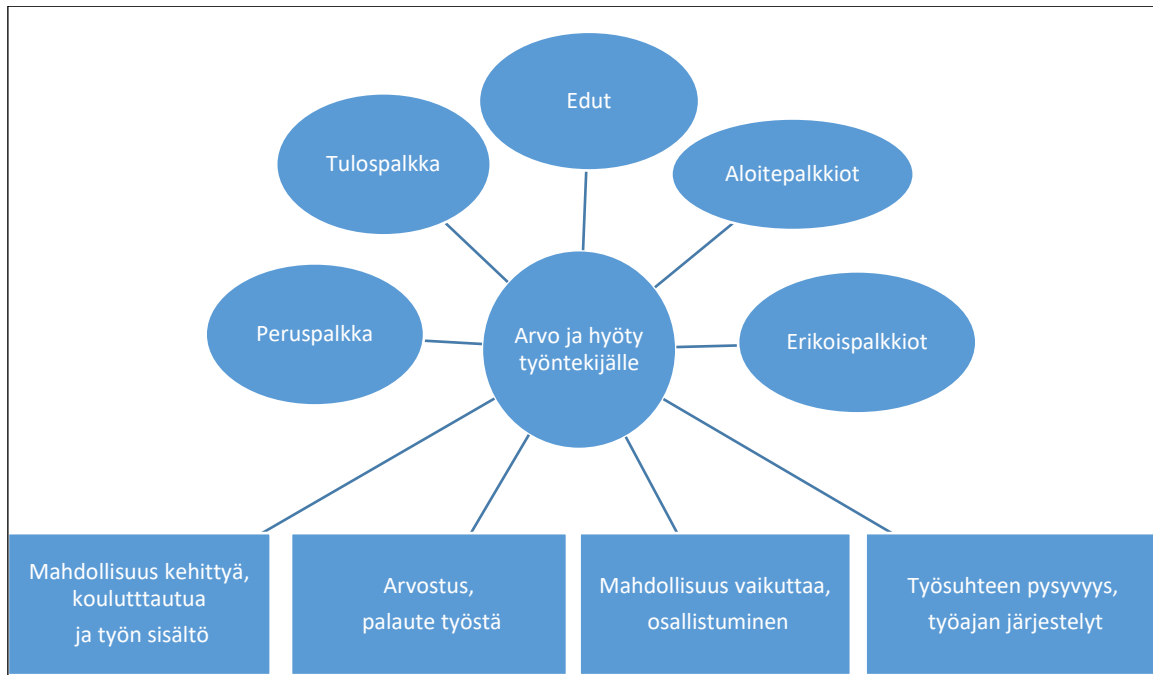 Edut
Tulospalkka
Aloitepalkkiot
Peruspalkka
Arvo ja hyöty
työntekijälle
Erikoispalkkiot
Mahdollisuus kehittyä,
koulutttautua
ja työn sisältö
Arvostus,
palaute työstä
Mahdollisuus vaikuttaa,
osallistuminen
Työsuhteen pysyvyys,
työajan järjestelyt